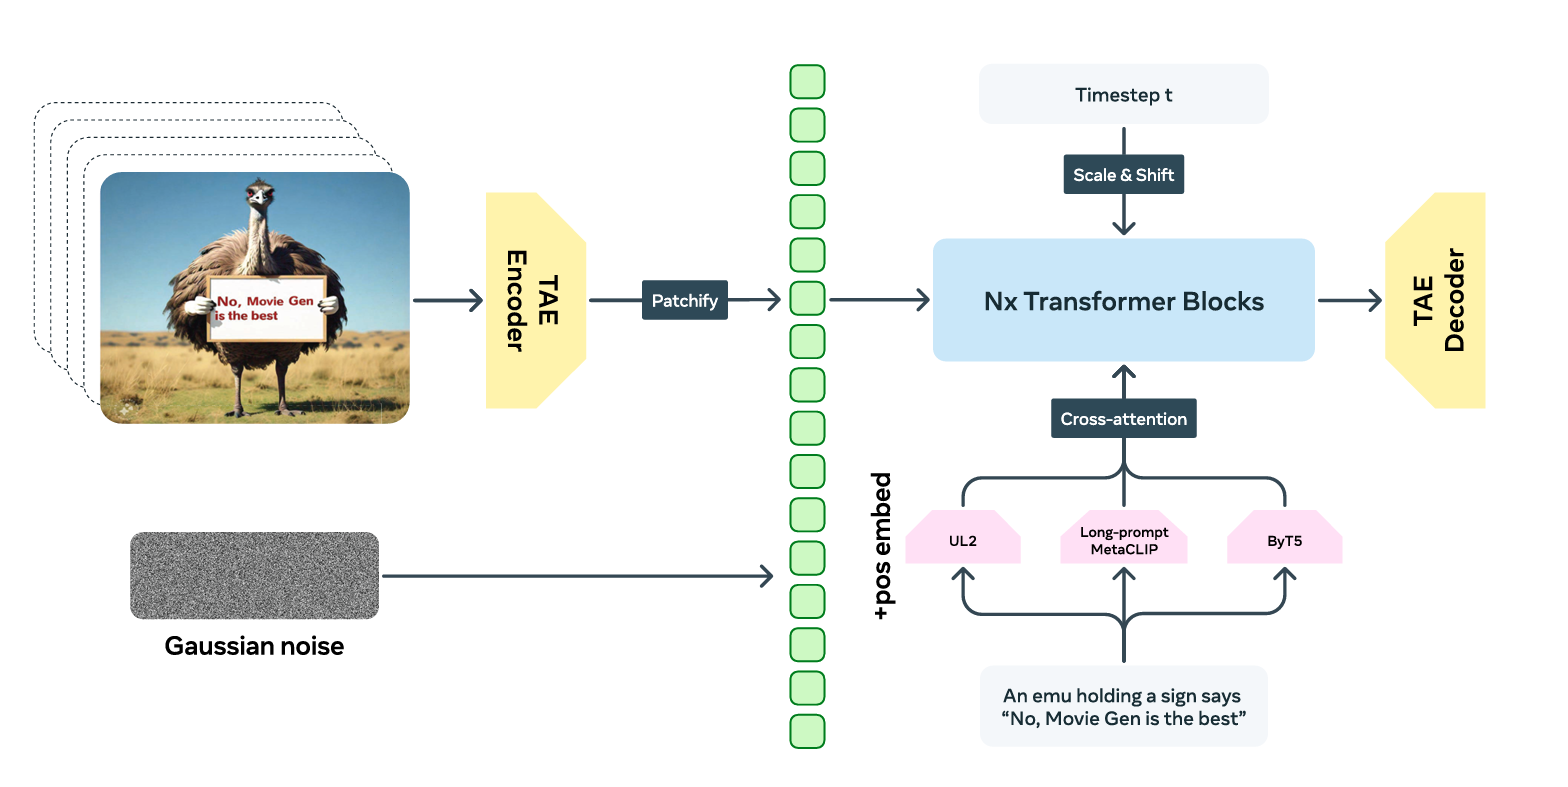 No, Movie Gen
is the best
TAE
Encoder
Patchify
Gaussian noise
Timestep t
Scale & Shift
Nx Transformer Blocks
TAE
Decoder
Cross-attention
+pos embed
UL2
Long-prompt
MetaCLIP
ByT5
An emu holding a sign says
“No, Movie Gen is the best”